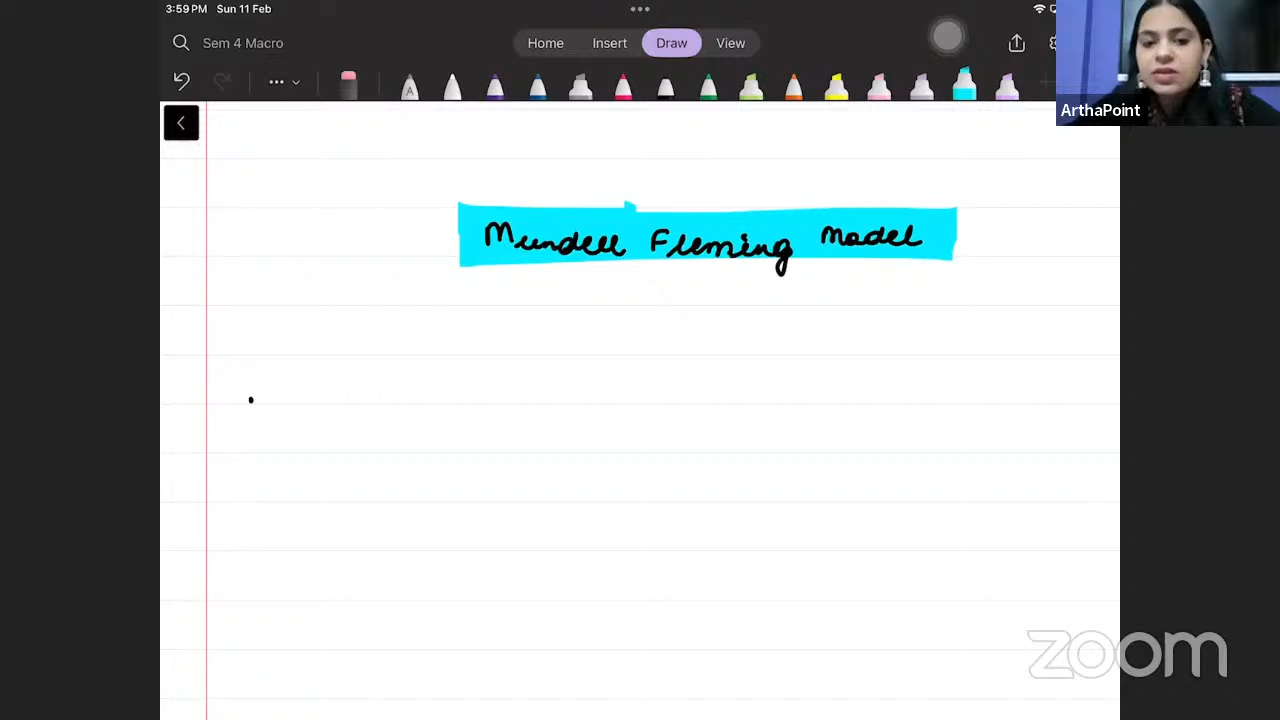 3:59 PM Sun 11 Feb
Sem 4 Macro
Home Insert Draw View
A
ArthaPoint
Mundell Fleming Model
zoom